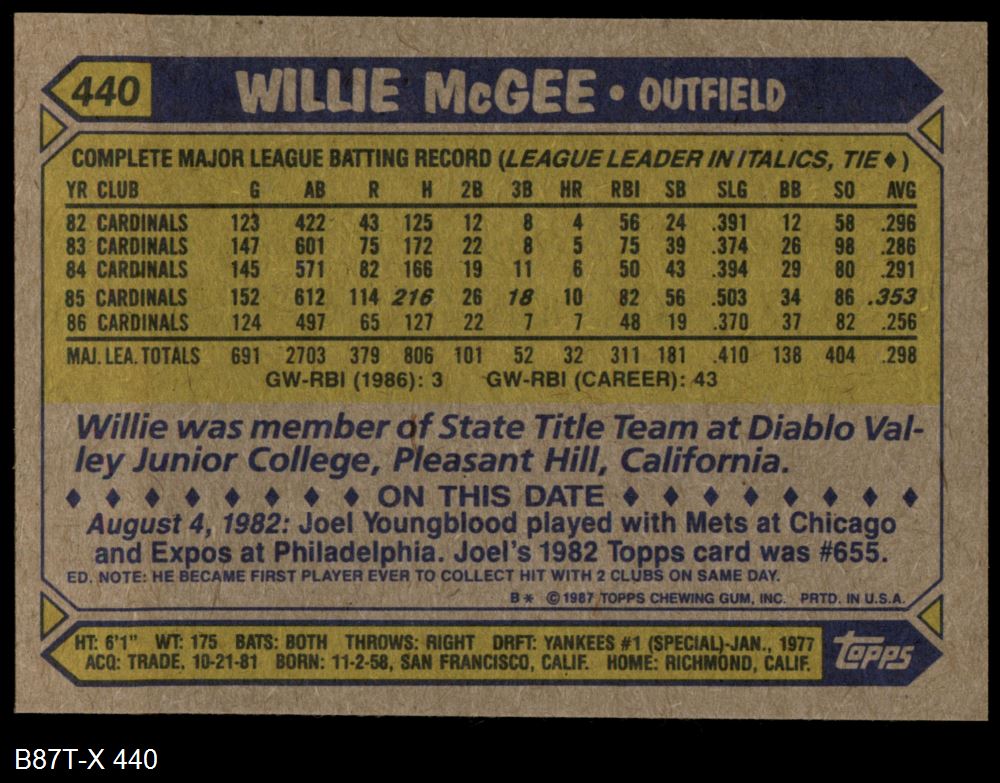 440 WILLIE McGEE • OUTFIELD
COMPLETE MAJOR LEAGUE BATTING RECORD (LEAGUE LEADER IN ITALICS, TIE ♦)
YR CLUB G AB R H 2B 3B HR RBI SB SLG BB SO AVG
82 CARDINALS 123 422 43 125 12 8 4 56 24 .391 12 58 .296
83 CARDINALS 147 601 75 172 22 8 5 75 39 .374 26 98 .286
84 CARDINALS 145 571 82 166 19 11 6 50 43 .394 29 80 .291
85 CARDINALS 152 612 114 216 26 18 10 82 56 .503 34 86 .353
86 CARDINALS 124 497 65 127 22 7 7 48 19 .370 37 82 .256
MAJ. LEA. TOTALS 691 2703 379 806 101 52 32 311 181 .410 138 404 .298
GW-RBI (1986): 3 GW-RBI (CAREER): 43
Willie was member of State Title Team at Diablo Val-
ley Junior College, Pleasant Hill, California.
♦ ♦ ♦ ♦ ♦ ♦ ♦ ♦ ON THIS DATE ♦ ♦ ♦ ♦ ♦ ♦ ♦ ♦
August 4, 1982: Joel Youngblood played with Mets at Chicago
and Expos at Philadelphia. Joel's 1982 Topps card was #655.
ED. NOTE: HE BECAME FIRST PLAYER EVER TO COLLECT HIT WITH 2 CLUBS ON SAME DAY.
B* © 1987 TOPPS CHEWING GUM, INC. PRTD. IN U.S.A.
HT: 6'1" WT: 175 BATS: BOTH THROWS: RIGHT DRFT: YANKEES #1 (SPECIAL)-JAN., 1977
ACQ: TRADE, 10-21-81 BORN: 11-2-58, SAN FRANCISCO, CALIF. HOME: RICHMOND, CALIF.
Topps
B87T-X 440